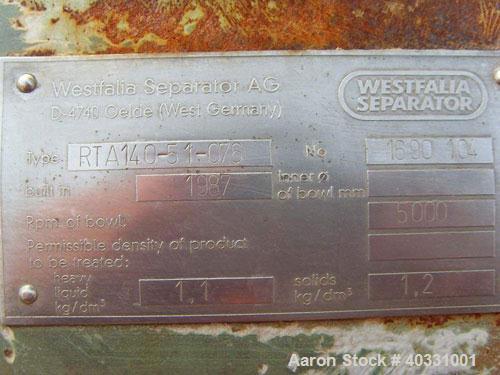 Westfalia Separator AG
D-4740 Oelde (West Germany)
WESTFALIA
SEPARATOR
Type RTA140-51-076 No 1690 104
built in 1987 Inner ø
of bowl mm
Rpm of bowl: 5000
Permissible density of product
to be treated:
heavy
liquid
kg/dm³ 1,1 solids
kg/dm³ 1,2
Aaron Stock # 40331001